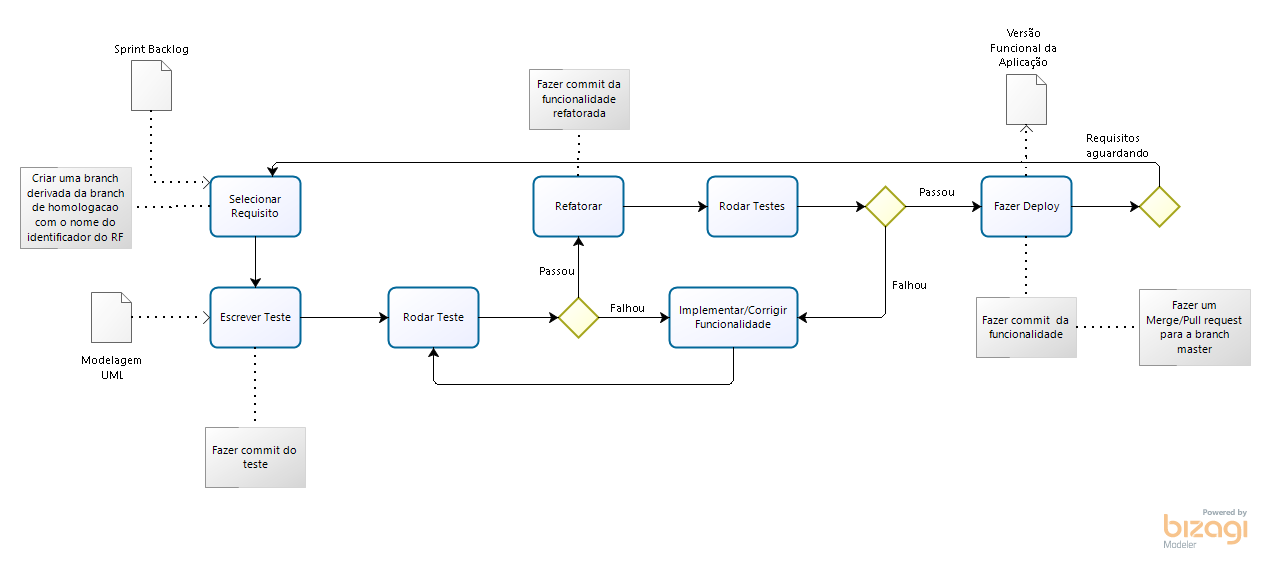 Sprint Backlog
Versão
Funcional da
Aplicação
Fazer commit da
funcionalidade
refatorada
Requisitos
aguardando
Criar uma branch
derivada da branch
de homologacao
com o nome do
identificador do RF
Selecionar
Requisito
Refatorar
Rodar Testes
Passou
Fazer Deploy
Passou
Falhou
Escrever Teste
Rodar Teste
Falhou
Implementar/Corrigir
Funcionalidade
Fazer commit  da
funcionalidade
Fazer um
Merge/Pull request
para a branch
master
Modelagem
UML
Fazer commit do
teste
Powered by
bizagi
Modeler